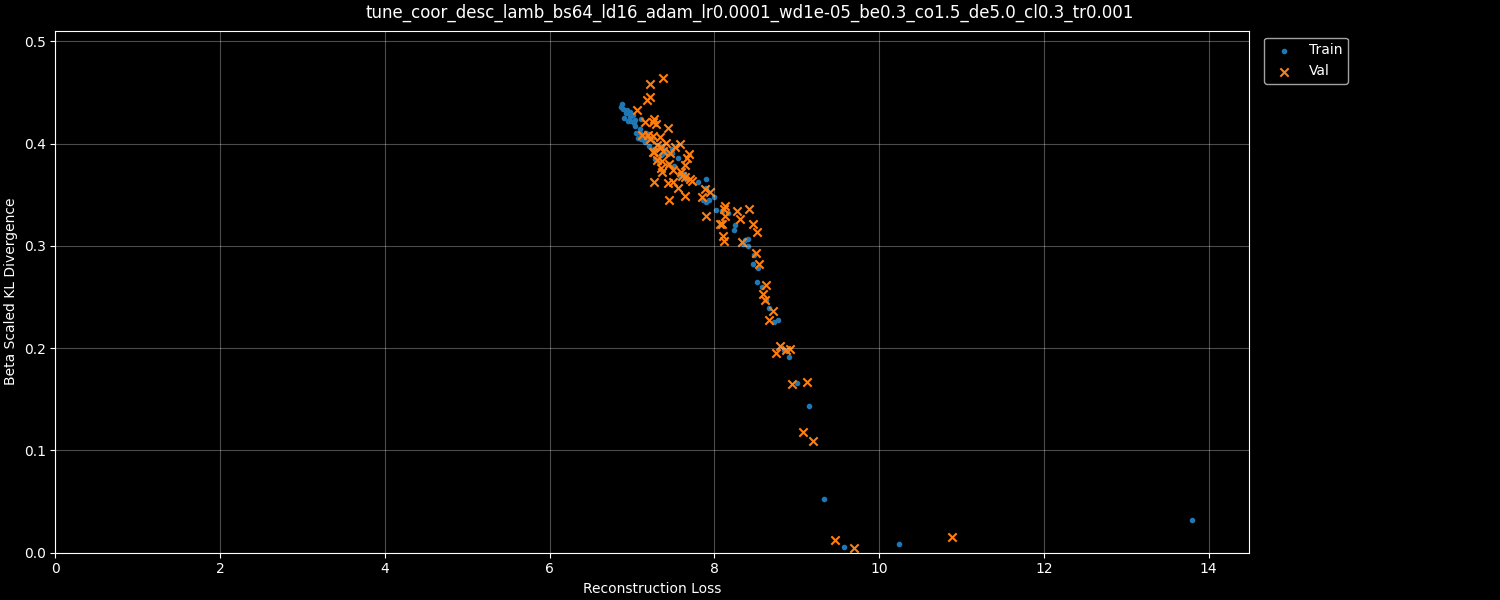 tune_coor_desc_lamb_bs64_ld16_adam_lr0.0001_wd1e-05_be0.3_co1.5_de5.0_cl0.3_tr0.001
Train
Val
Beta Scaled KL Divergence
0.5
0.4
0.3
0.2
0.1
0.0
0 2 4 6 8 10 12 14
Reconstruction Loss